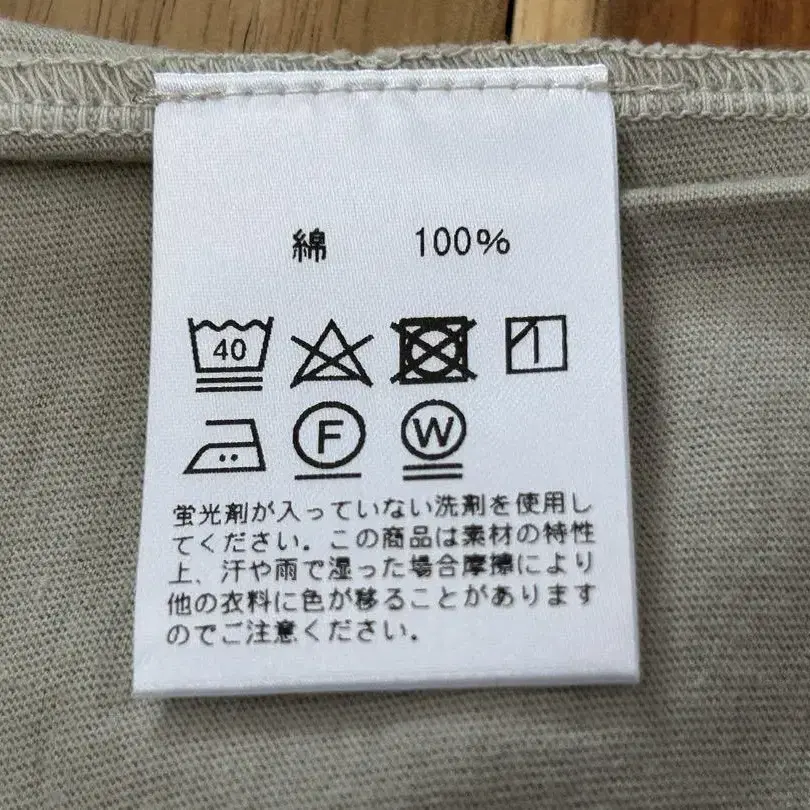 綿 100%
40
F W
蛍光剤が入っていない洗剤を使用し
てください。この商品は素材の特性
上、汗や雨で湿った場合摩擦により
他の衣料に色が移ることがあります
のでご注意ください。